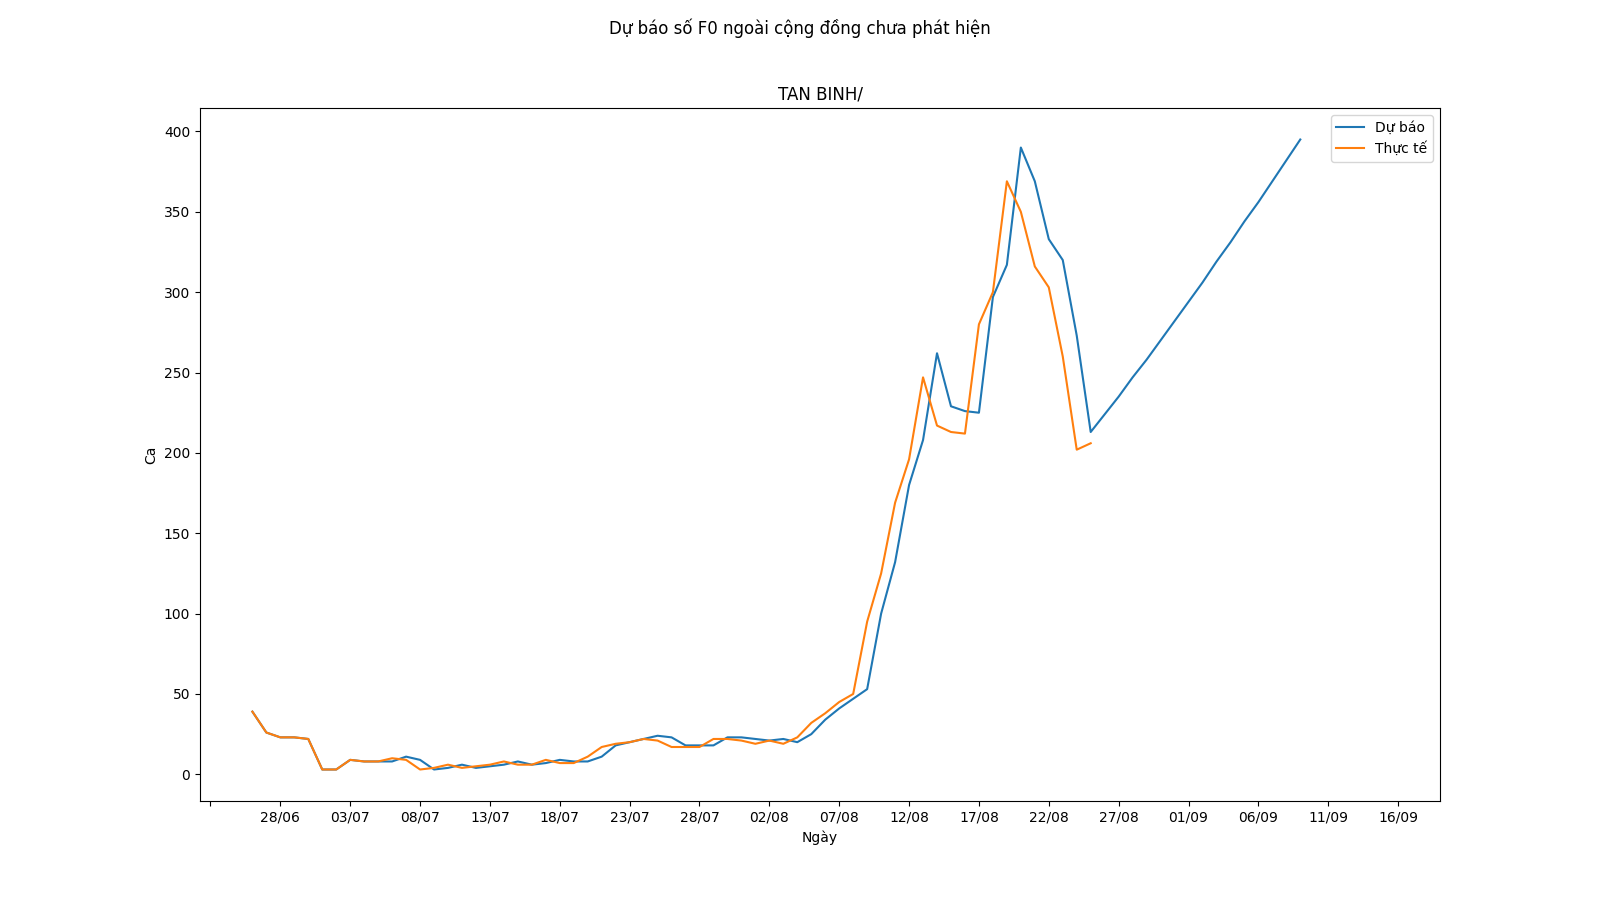 Dự báo số F0 ngoài cộng đồng chưa phát hiện
TAN BINH/
Dự báo
Thực tế
400
350
300
250
200
150
100
50
0
Ca
28/06 03/07 08/07 13/07 18/07 23/07 28/07 02/08 07/08 12/08 17/08 22/08 27/08 01/09 06/09 11/09 16/09
Ngày